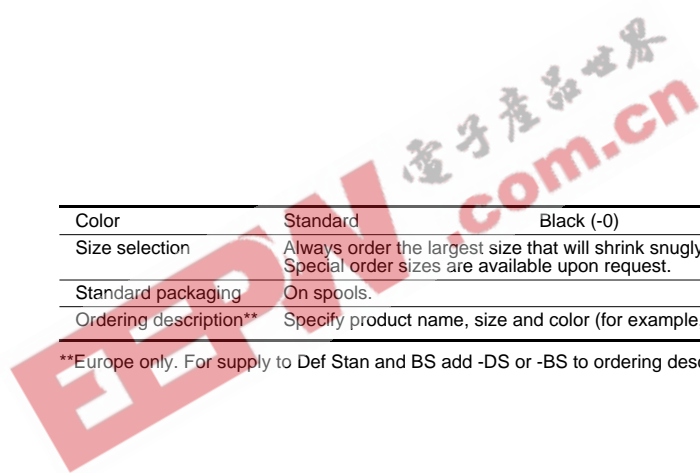 電子產品世界
.com.cn
EEPW
Color Standard Black (-0)
Size selection Always order the largest size that will shrink snugly
Special order sizes are available upon request.
Standard packaging On spools.
Ordering description** Specify product name, size and color (for example
**Europe only. For supply to Def Stan and BS add -DS or -BS to ordering